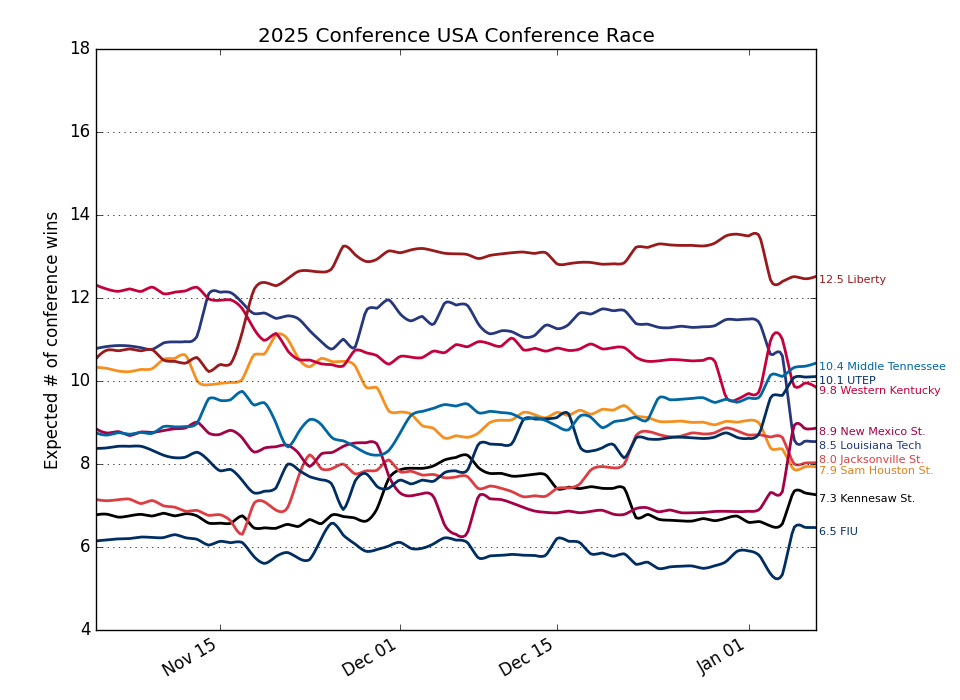 2025 Conference USA Conference Race
Expected # of conference wins
18
16
14
12
10
8
6
4
Nov 15
Dec 01
Dec 15
Jan 01
12.5 Liberty
10.4 Middle Tennessee
10.1 UTEP
9.8 Western Kentucky
8.9 New Mexico St.
8.5 Louisiana Tech
8.0 Jacksonville St.
7.9 Sam Houston St.
7.3 Kennesaw St.
6.5 FIU